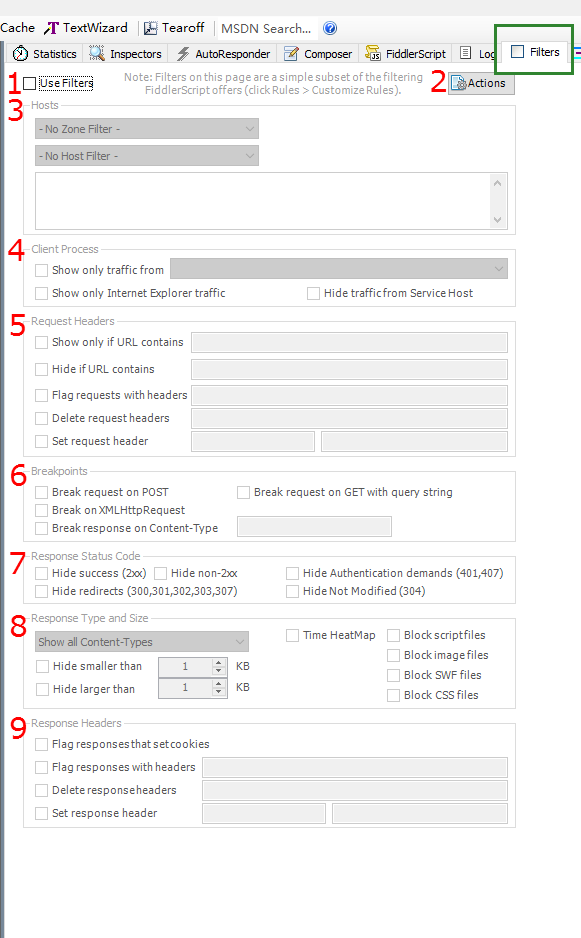 Cache TextWizard Tearoff MSDN Search...
Statistics Inspectors AutoResponder Composer FiddlerScript Log Filters
1 Use Filters Note: Filters on this page are a simple subset of the filtering 2 Actions
FiddlerScript offers (click Rules > Customize Rules).
3 Hosts
- No Zone Filter -
- No Host Filter -
4 Client Process
Show only traffic from
Show only Internet Explorer traffic Hide traffic from Service Host
5 Request Headers
Show only if URL contains
Hide if URL contains
Flag requests with headers
Delete request headers
Set request header
6 Breakpoints
Break request on POST Break request on GET with query string
Break on XMLHttpRequest
Break response on Content-Type
7 Response Status Code
Hide success (2xx) Hide non-2xx Hide Authentication demands (401,407)
Hide redirects (300,301,302,303,307) Hide Not Modified (304)
8 Response Type and Size
Show all Content-Types Time HeatMap Block script files
Block image files
Hide smaller than 1 KB
Block SWF files
Hide larger than 1 KB
Block CSS files
9 Response Headers
Flag responses that set cookies
Flag responses with headers
Delete response headers
Set response header